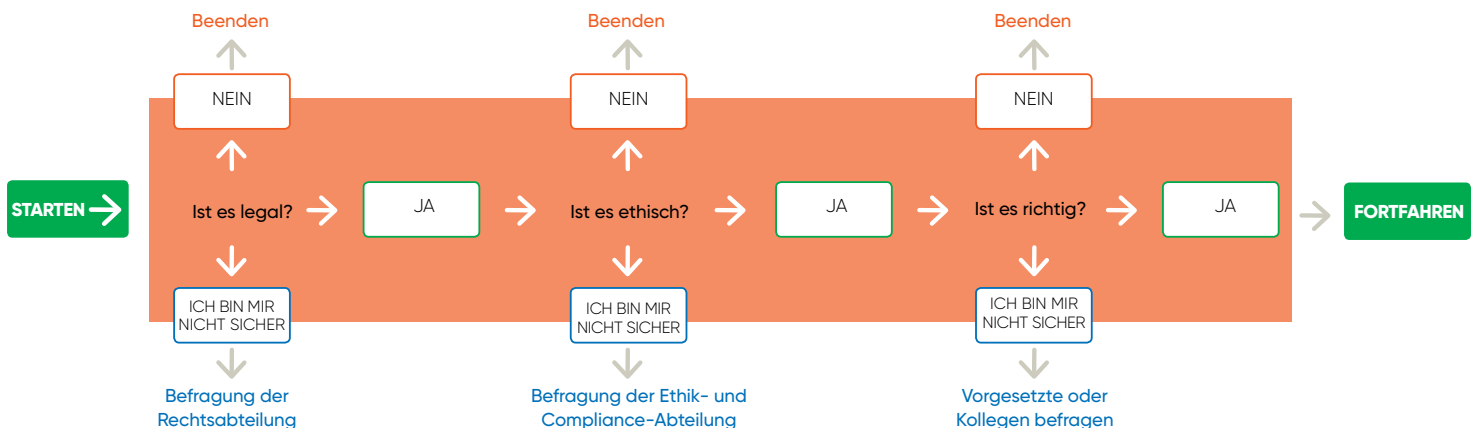 Beenden
Beenden
Beenden
NEIN
NEIN
NEIN
STARTEN
Ist es legal?
JA
Ist es ethisch?
JA
Ist es richtig?
JA
FORTFAHREN
ICH BIN MIR
NICHT SICHER
ICH BIN MIR
NICHT SICHER
ICH BIN MIR
NICHT SICHER
Befragung der
Rechtsabteilung
Befragung der Ethik- und
Compliance-Abteilung
Vorgesetzte oder
Kollegen befragen